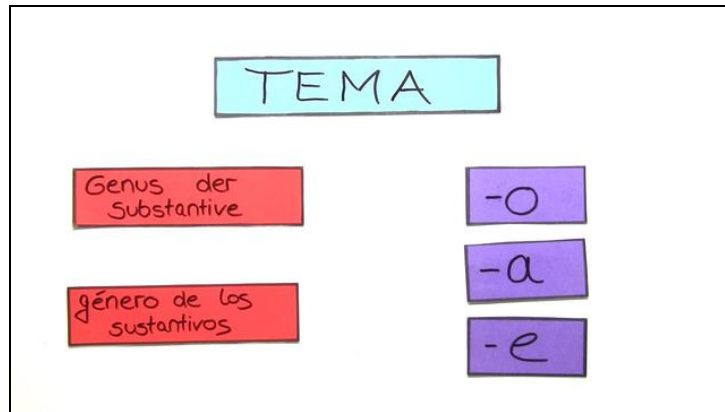 TEMA
Genus der
Substantive
género de los
sustantivos
-o
-a
-e